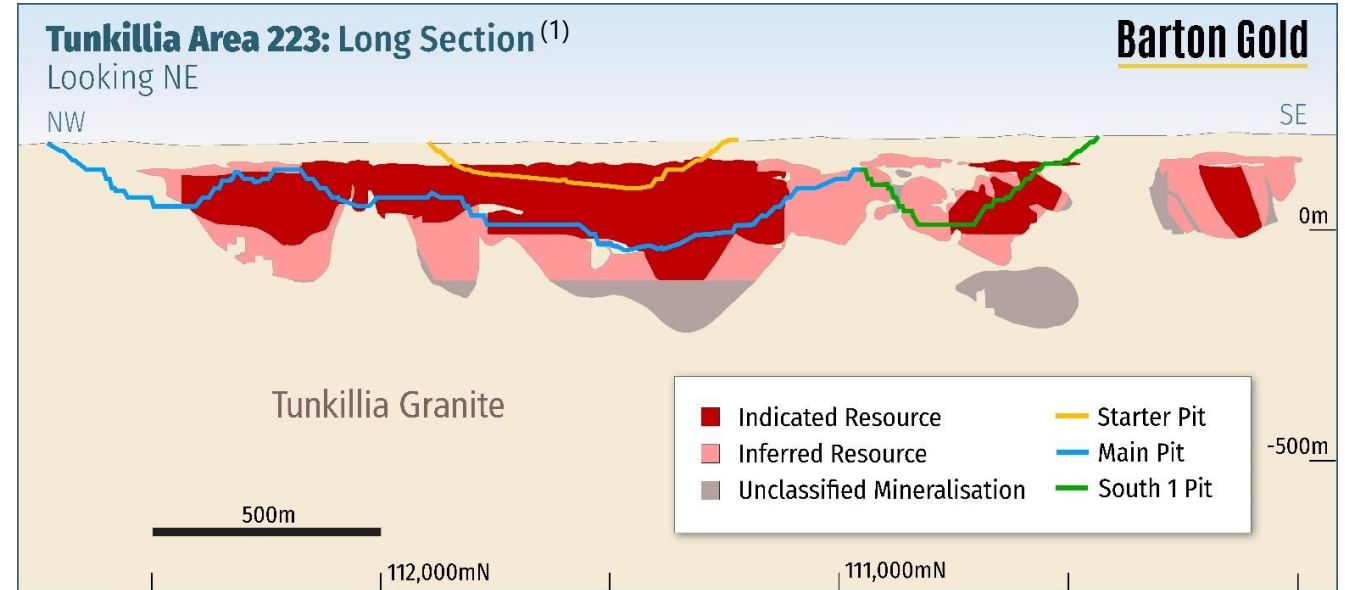 Tunkillia Area 223: Long Section (1)
Barton Gold
Looking NE
NW
SE
0m
Tunkillia Granite
Indicated Resource
Inferred Resource
Unclassified Mineralisation
Starter Pit
Main Pit
South 1 Pit
-500m
500m
112,000mN
111,000mN